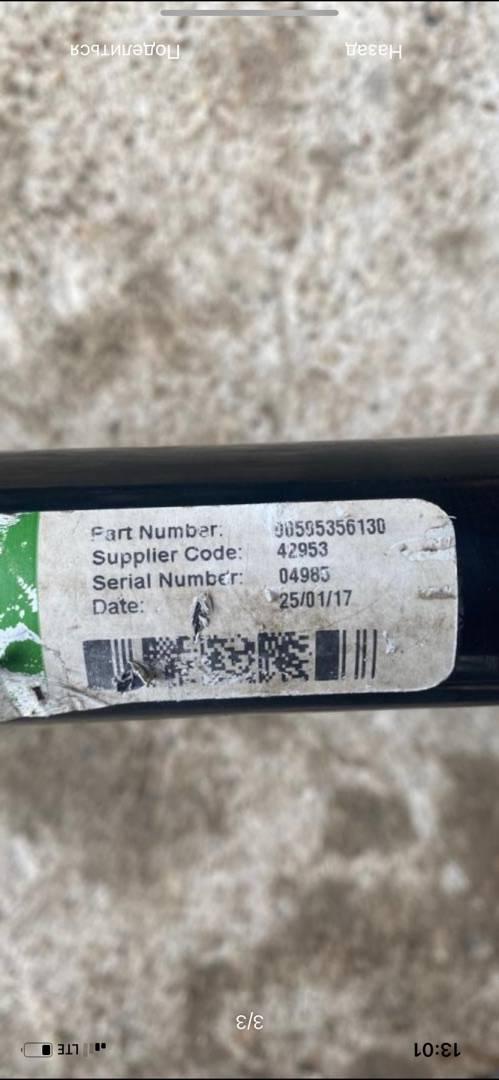 Поделиться
Назад
Part Number: 00505356130
Supplier Code: 42953
Serial Number: 04985
Date: 25/01/17
3/3
LTE
13:01